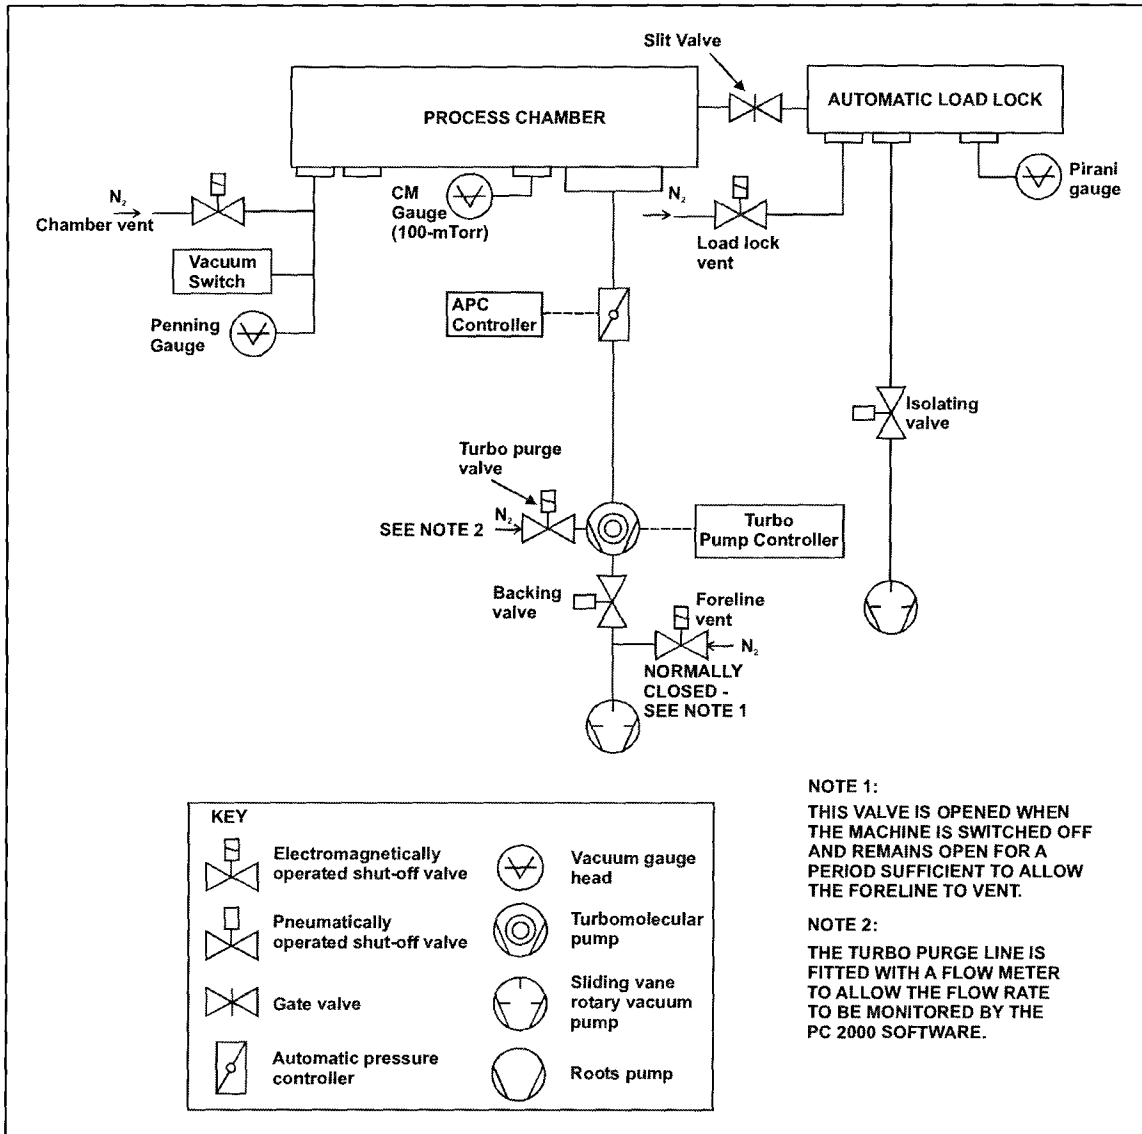 Slit Valve
PROCESS CHAMBER
AUTOMATIC LOAD LOCK
N₂
Chamber vent
CM
Gauge
(100-mTorr)
N₂
Load lock
vent
Pirani
gauge
Vacuum
Switch
Penning
Gauge
APC
Controller
Isolating
valve
Turbo purge
valve
SEE NOTE 2
N₂
Turbo
Pump Controller
Backing
valve
Foreline
vent
N₂
NORMALLY
CLOSED -
SEE NOTE 1
KEY
Electromagnetically
operated shut-off valve
Pneumatically
operated shut-off valve
Gate valve
Automatic pressure
controller
Vacuum gauge
head
Turbomolecular
pump
Sliding vane
rotary vacuum
pump
Roots pump
NOTE 1:
THIS VALVE IS OPENED WHEN
THE MACHINE IS SWITCHED OFF
AND REMAINS OPEN FOR A
PERIOD SUFFICIENT TO ALLOW
THE FORELINE TO VENT.
NOTE 2:
THE TURBO PURGE LINE IS
FITTED WITH A FLOW METER
TO ALLOW THE FLOW RATE
TO BE MONITORED BY THE
PC 2000 SOFTWARE.